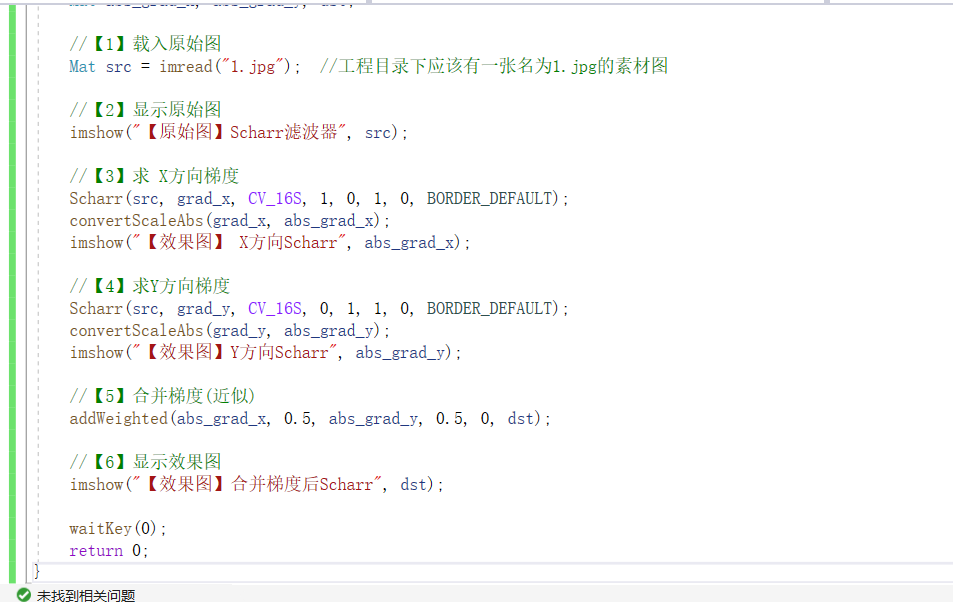 //【1】载入原始图
Mat src = imread("1.jpg");  //工程目录下应该有一张名为1.jpg的素材图
//【2】显示原始图
imshow("【原始图】Scharr滤波器", src);
//【3】求 X方向梯度
Scharr(src, grad_x, CV_16S, 1, 0, 1, 0, BORDER_DEFAULT);
convertScaleAbs(grad_x, abs_grad_x);
imshow("【效果图】 X方向Scharr", abs_grad_x);
//【4】求Y方向梯度
Scharr(src, grad_y, CV_16S, 0, 1, 1, 0, BORDER_DEFAULT);
convertScaleAbs(grad_y, abs_grad_y);
imshow("【效果图】Y方向Scharr", abs_grad_y);
//【5】合并梯度(近似)
addWeighted(abs_grad_x, 0.5, abs_grad_y, 0.5, 0, dst);
//【6】显示效果图
imshow("【效果图】合并梯度后Scharr", dst);
waitKey(0);
return 0;
}
未找到相关问题